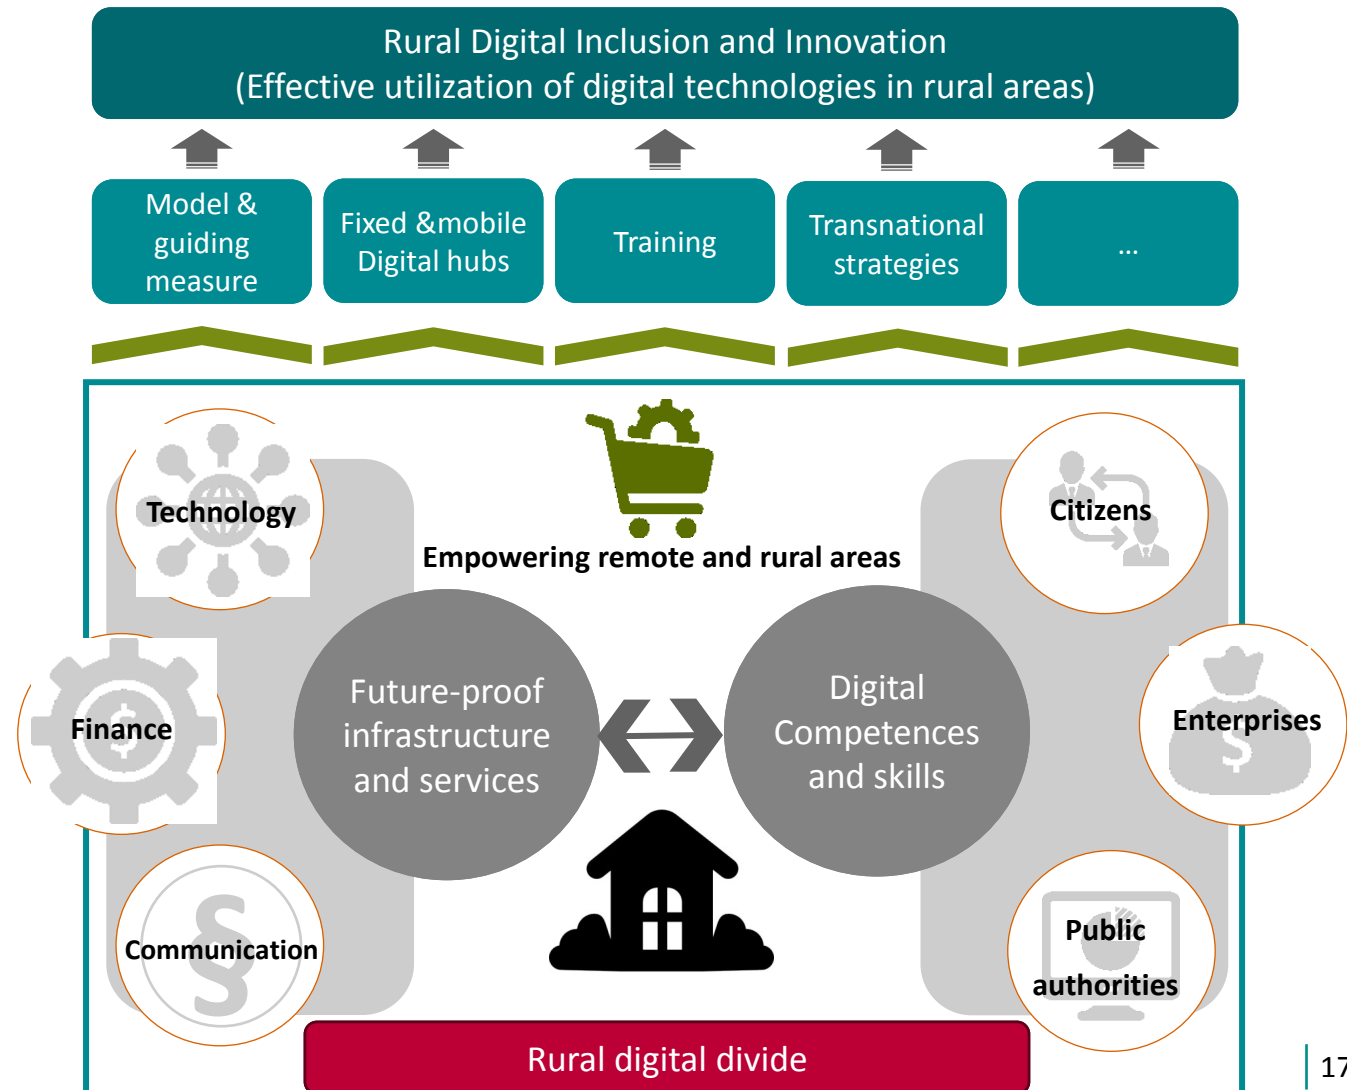 Rural Digital Inclusion and Innovation
(Effective utilization of digital technologies in rural areas)
Model &
guiding
measure
Fixed &mobile
Digital hubs
Training
Transnational
strategies
...
Technology
Citizens
Empowering remote and rural areas
Future-proof
infrastructure
and services
Digital
Competences
and skills
Finance
$
Enterprises
$
Communication
§
Public
authorities
Rural digital divide
17